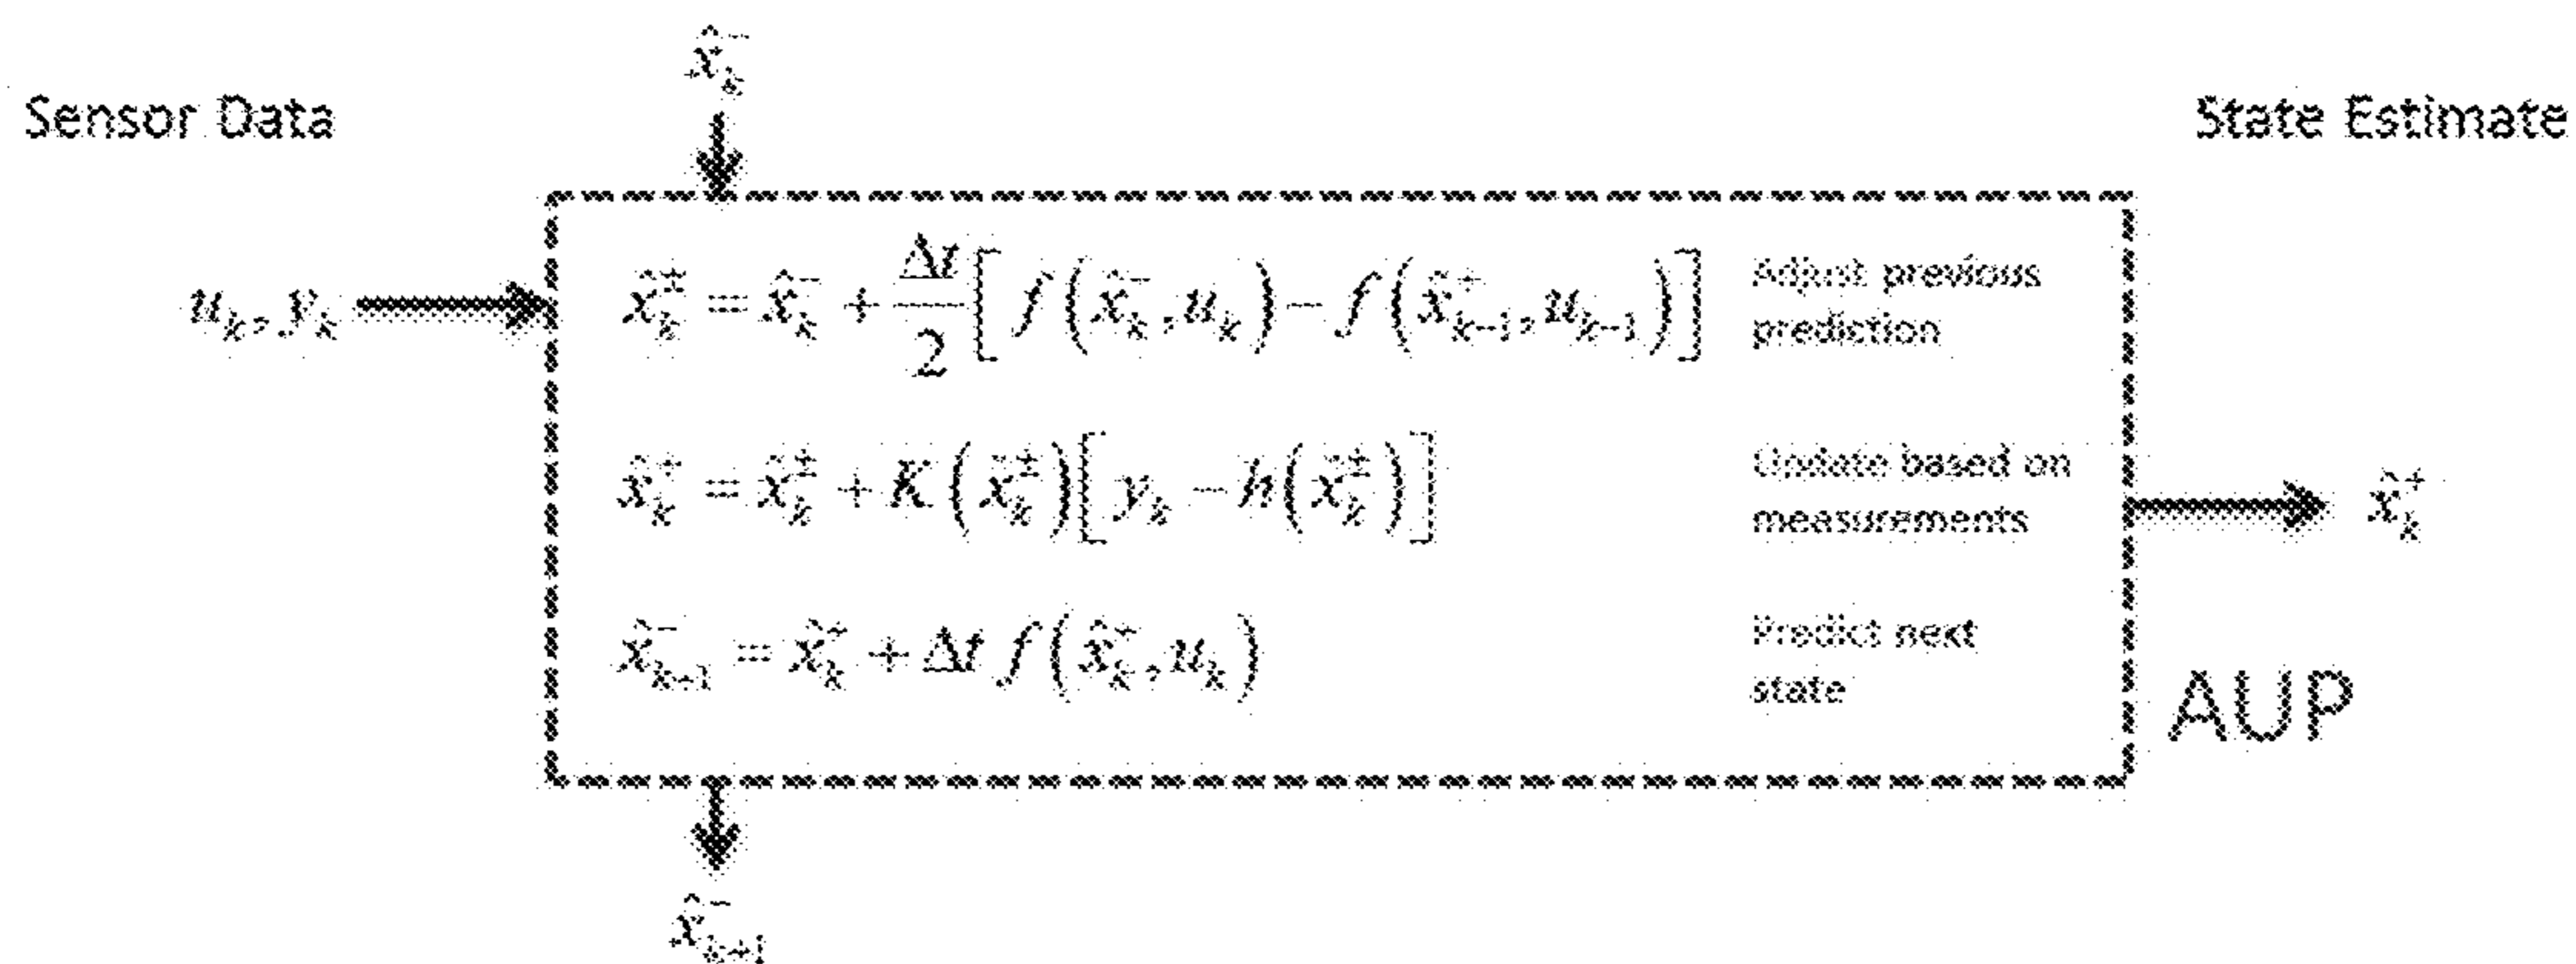 x̂ₖ⁻
Sensor Data
State Estimate
uₖ, yₖ
x̂ₖ^± = x̂ₖ⁻ + Δt/2 [ f(x̂ₖ⁻, uₖ) − f(x̂ₖ₋₁⁺, uₖ₋₁) ]
Adjust previous
prediction
x̂ₖ⁺ = x̂ₖ^± + K(x̂ₖ^±)[ yₖ − h(x̂ₖ^±) ]
Update based on
measurements
x̂ₖ⁺
x̂ₖ₊₁⁻ = x̂ₖ⁺ + Δt f(x̂ₖ⁺, uₖ)
Predict next
state
AUP
x̂ₖ₊₁⁻